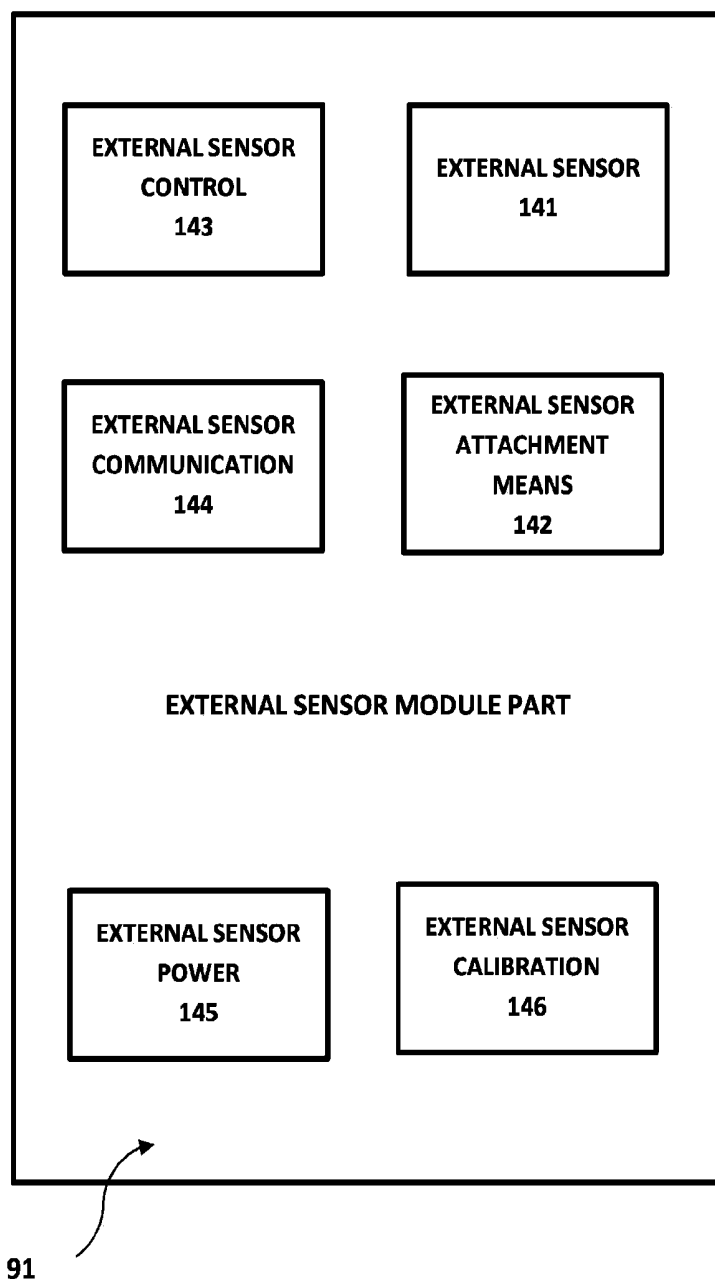 EXTERNAL SENSOR
CONTROL
143
EXTERNAL SENSOR
141
EXTERNAL SENSOR
COMMUNICATION
144
EXTERNAL SENSOR
ATTACHMENT
MEANS
142
EXTERNAL SENSOR MODULE PART
EXTERNAL SENSOR
POWER
145
EXTERNAL SENSOR
CALIBRATION
146
91